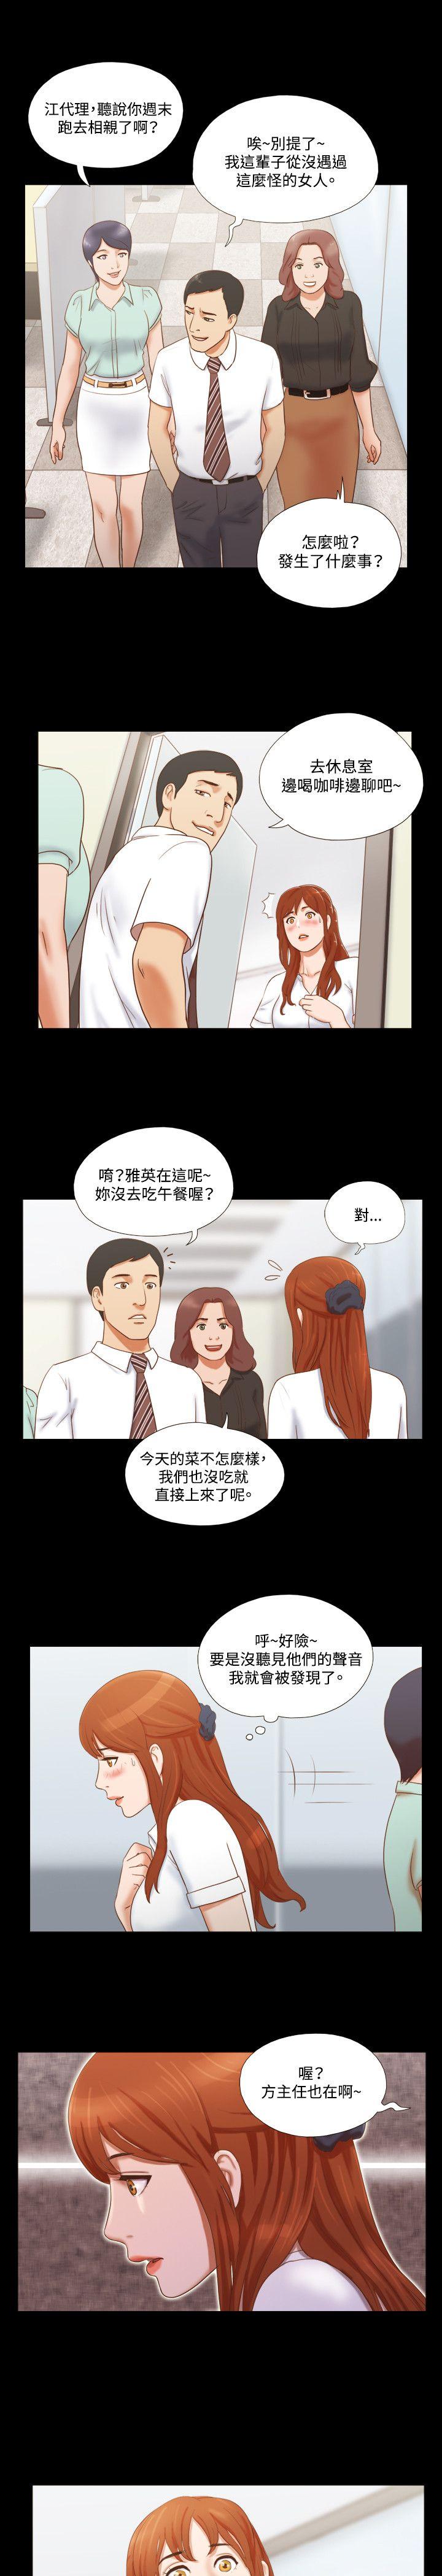 江代理，聽說你週末
跑去相親了啊？
唉~別提了~
我這輩子從沒遇過
這麼怪的女人。
怎麼啦？
發生了什麼事？
去休息室
邊喝咖啡邊聊吧~
唷？雅英在這呢~
妳沒去吃午餐喔？
對...
今天的菜不怎麼樣，
我們也沒吃就
直接上來了呢。
呼~好險~
要是沒聽見他們的聲音
我就會被發現了。
喔？
方主任也在啊~